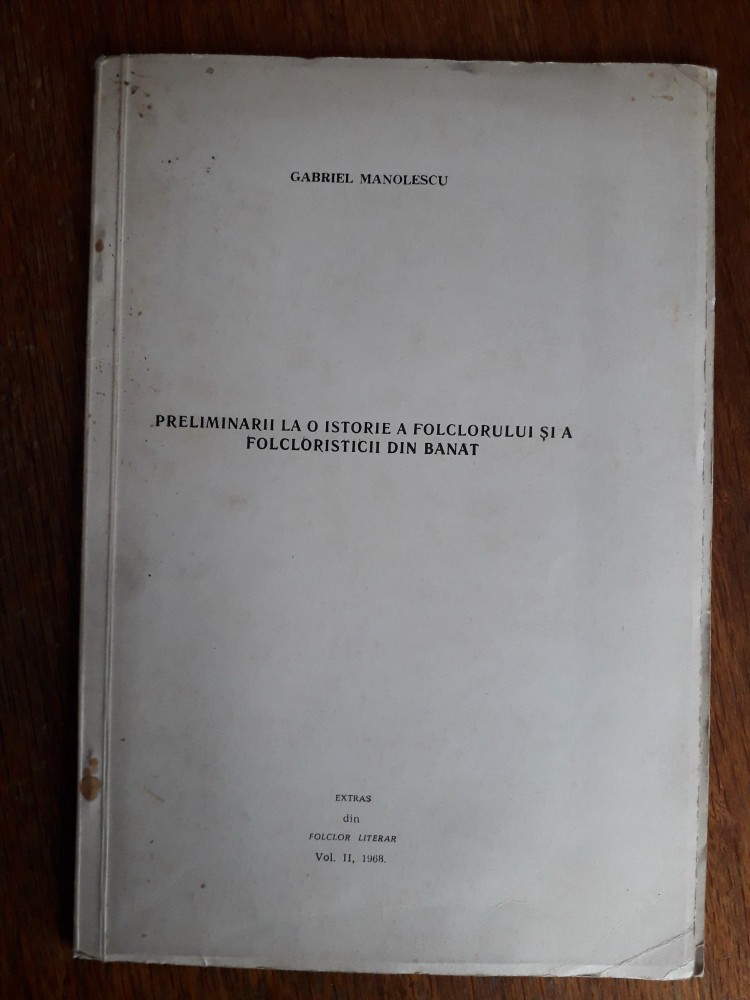 GABRIEL MANOLESCU
PRELIMINARII LA O ISTORIE A FOLCLORULUI ȘI A
FOLCLORISTICII DIN BANAT
EXTRAS
din
FOLCLOR LITERAR
Vol. II, 1968.